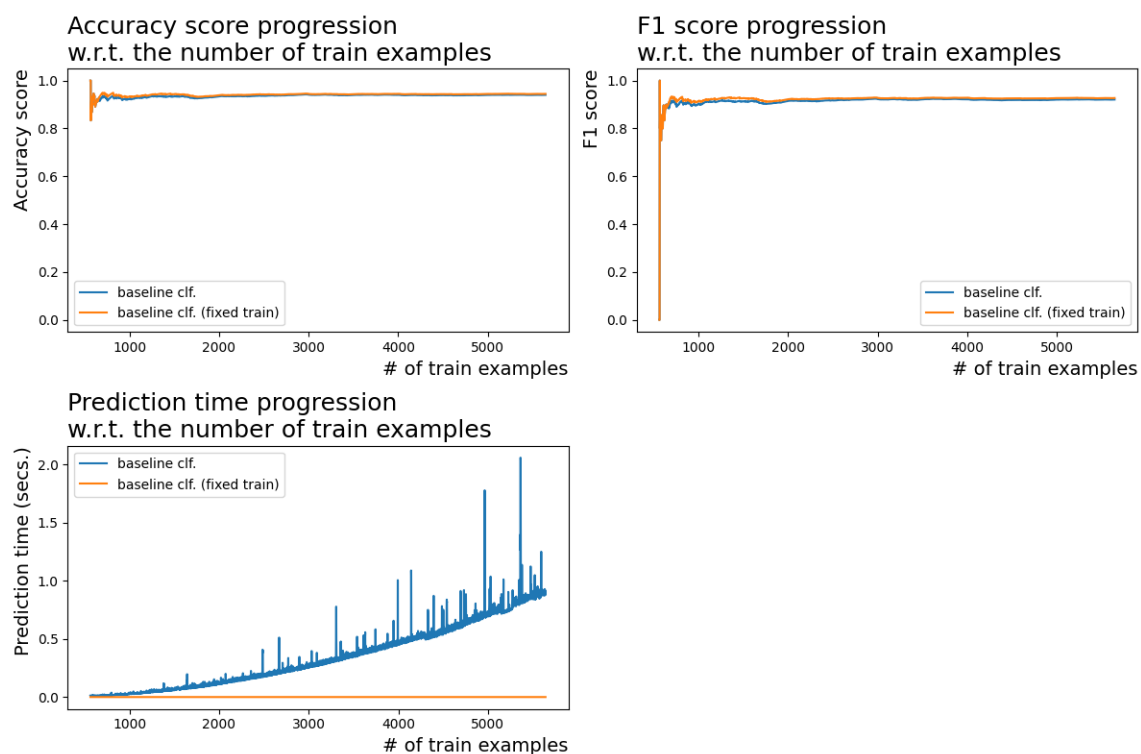 Accuracy score progression
w.r.t. the number of train examples
Accuracy score
1.0
0.8
0.6
0.4
0.2
0.0
baseline clf.
baseline clf. (fixed train)
1000 2000 3000 4000 5000
# of train examples
F1 score progression
w.r.t. the number of train examples
F1 score
1.0
0.8
0.6
0.4
0.2
0.0
baseline clf.
baseline clf. (fixed train)
1000 2000 3000 4000 5000
# of train examples
Prediction time progression
w.r.t. the number of train examples
Prediction time (secs.)
2.0
1.5
1.0
0.5
0.0
baseline clf.
baseline clf. (fixed train)
1000 2000 3000 4000 5000
# of train examples